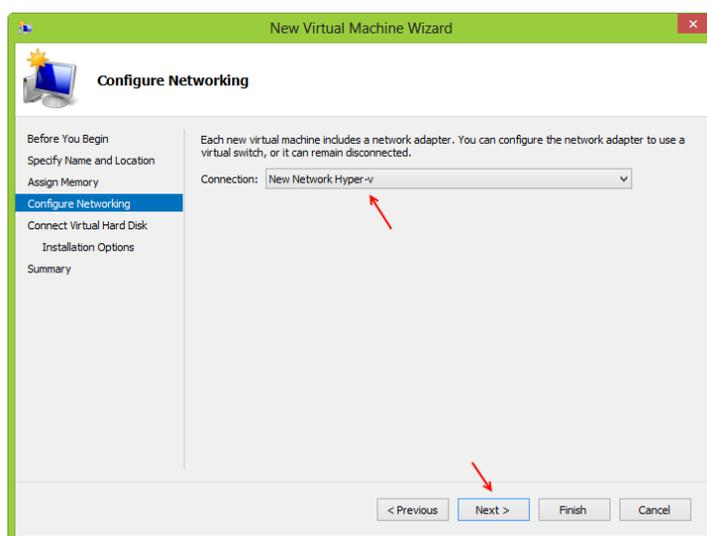 New Virtual Machine Wizard
Configure Networking
Before You Begin
Specify Name and Location
Assign Memory
Configure Networking
Connect Virtual Hard Disk
Installation Options
Summary
Each new virtual machine includes a network adapter. You can configure the network adapter to use a
virtual switch, or it can remain disconnected.
Connection: New Network Hyper-v
< Previous Next > Finish Cancel